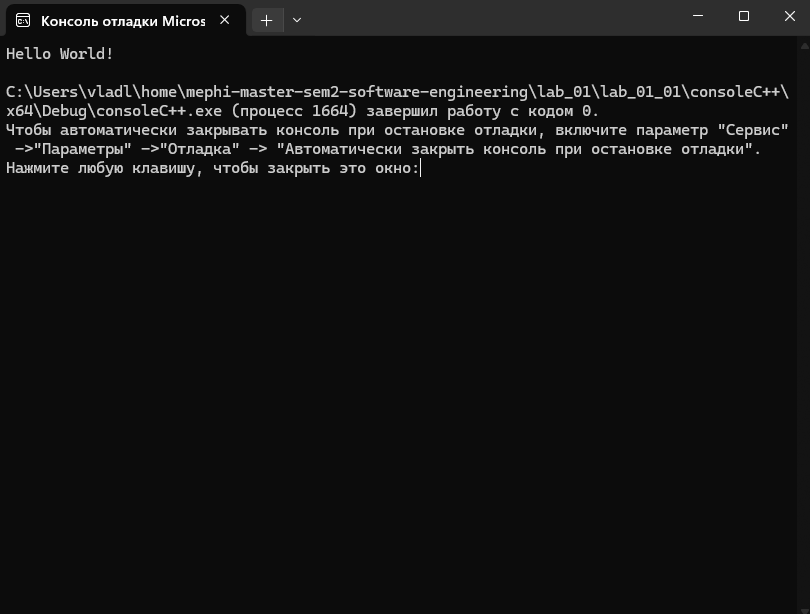 Консоль отладки Micros
Hello World!
C:\Users\vladl\home\mephi-master-sem2-software-engineering\lab_01\lab_01_01\consoleC++\
x64\Debug\consoleC++.exe (процесс 1664) завершил работу с кодом 0.
Чтобы автоматически закрывать консоль при остановке отладки, включите параметр "Сервис"
->"Параметры" ->"Отладка" -> "Автоматически закрыть консоль при остановке отладки".
Нажмите любую клавишу, чтобы закрыть это окно: